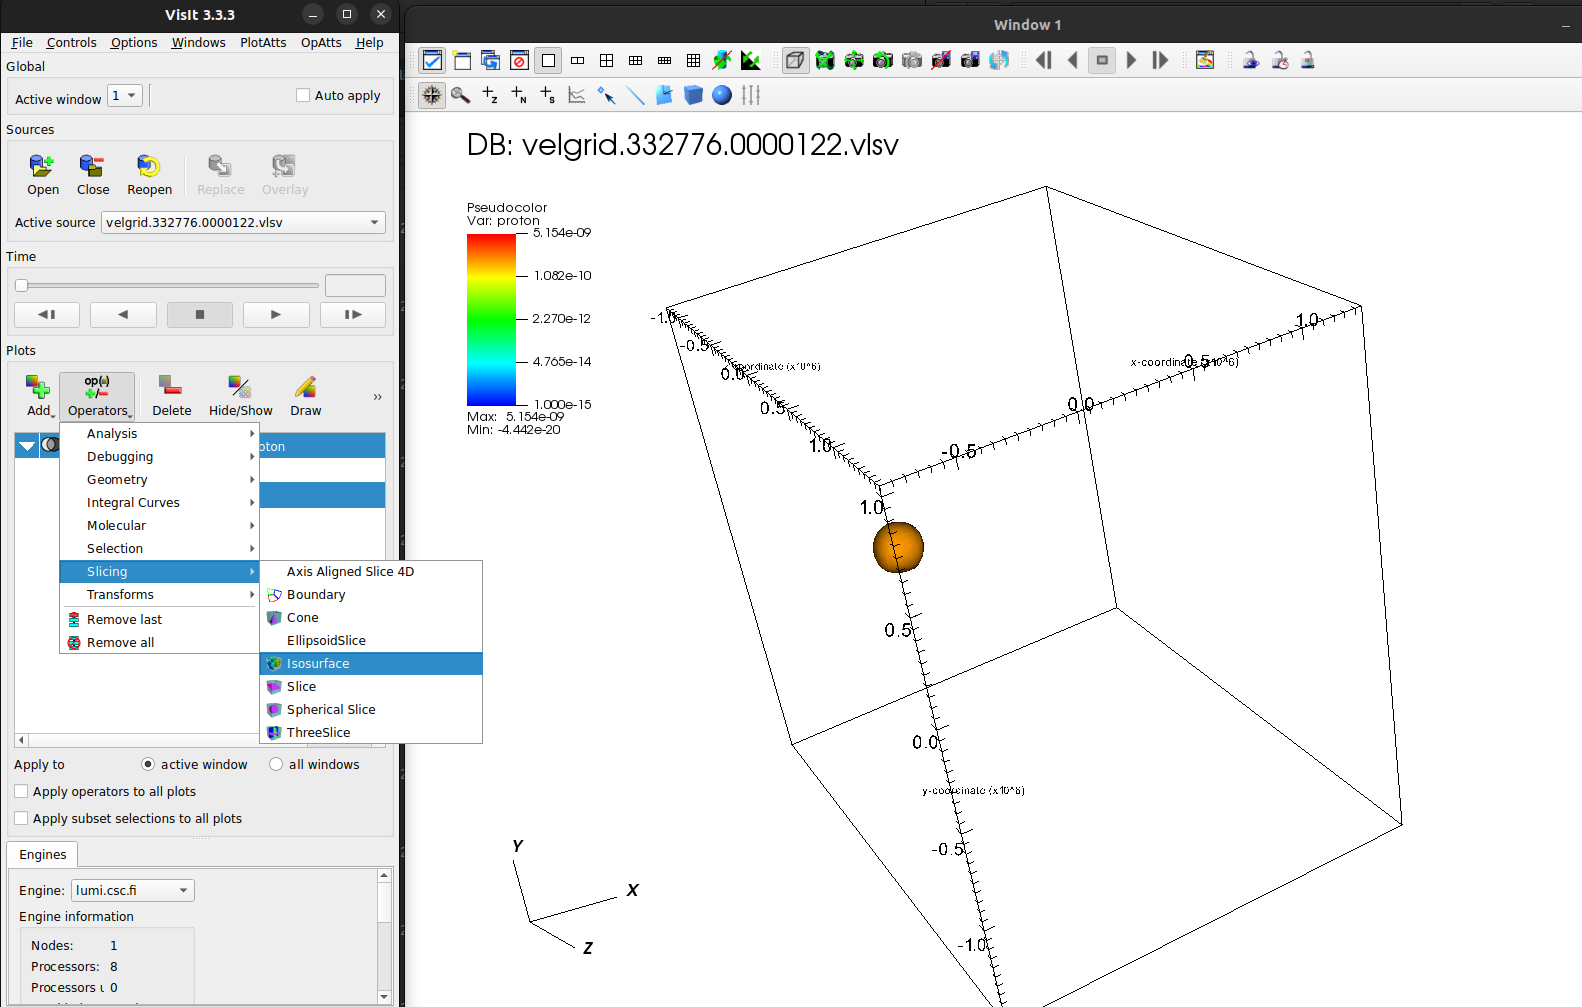 VisIt 3.3.3
File Controls Options Windows PlotAtts OpAtts Help
Global
Active window 1 Auto apply
Sources
Open Close Reopen Replace Overlay
Active source velgrid.332776.0000122.vlsv
Time
Plots
Add Operators Delete Hide/Show Draw
op(↓)
+/-
Analysis
Debugging
Geometry
Integral Curves
Molecular
Selection
Slicing
Transforms
Remove last
Remove all
Axis Aligned Slice 4D
Boundary
Cone
EllipsoidSlice
Isosurface
Slice
Spherical Slice
ThreeSlice
Apply to active window all windows
Apply operators to all plots
Apply subset selections to all plots
Engines
Engine: lumi.csc.fi
Engine information
Nodes: 1
Processors: 8
Processors 0
Window 1
DB: velgrid.332776.0000122.vlsv
Pseudocolor
Var: proton
5.154e-09
1.082e-10
2.270e-12
4.765e-14
1.000e-15
Max: 5.154e-09
Min: -4.442e-20
-1.0
-0.5
0.0
0.5
1.0
x-coordinate (x10^6)
1.0
0.5
0.0
-0.5
1.0
0.5
0.0
y-coordinate (x10^6)
-0.5
-1.0
Y
X
Z